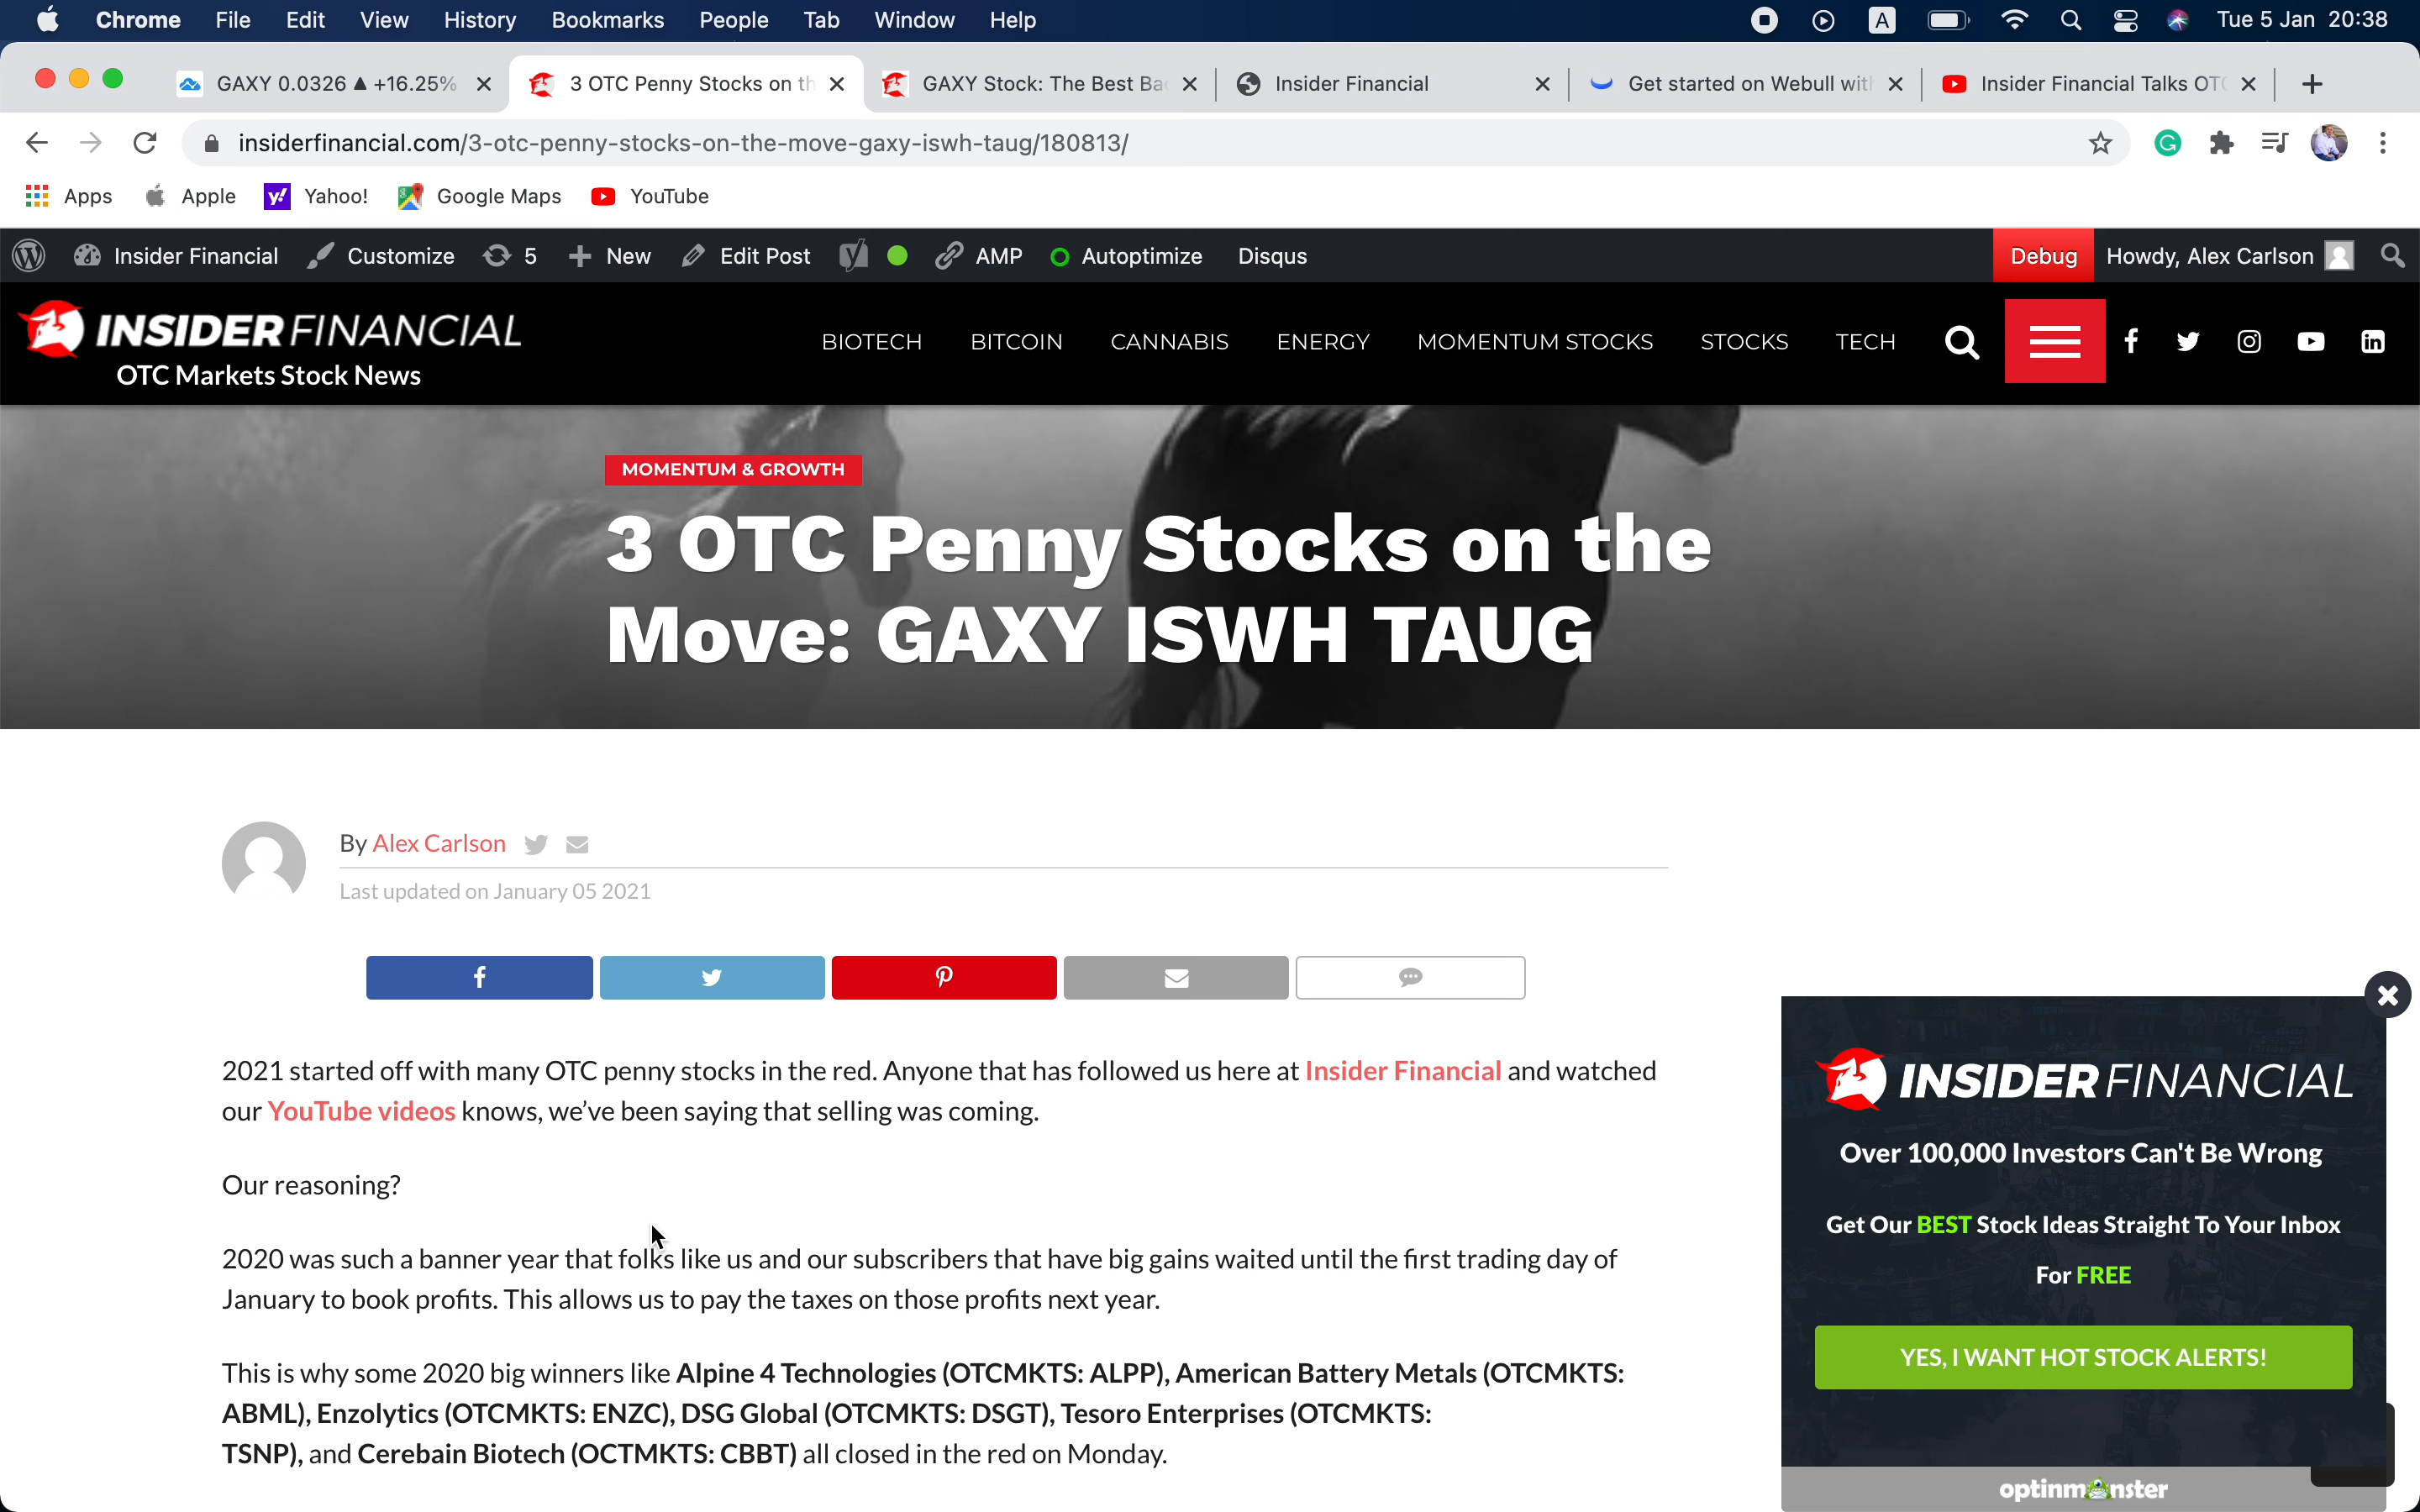 Chrome File Edit View History Bookmarks People Tab Window Help A Tue 5 Jan 20:38
GAXY 0.0326 ▲ +16.25% 3 OTC Penny Stocks on th GAXY Stock: The Best Ba Insider Financial Get started on Webull wit Insider Financial Talks OTC
insiderfinancial.com/3-otc-penny-stocks-on-the-move-gaxy-iswh-taug/180813/
Apps Apple Yahoo! Google Maps YouTube
Insider Financial Customize 5 New Edit Post AMP Autoptimize Disqus Debug Howdy, Alex Carlson
INSIDER FINANCIAL
OTC Markets Stock News
BIOTECH BITCOIN CANNABIS ENERGY MOMENTUM STOCKS STOCKS TECH
MOMENTUM & GROWTH
3 OTC Penny Stocks on the
Move: GAXY ISWH TAUG
By Alex Carlson
Last updated on January 05 2021
2021 started off with many OTC penny stocks in the red. Anyone that has followed us here at Insider Financial and watched
our YouTube videos knows, we've been saying that selling was coming.
Our reasoning?
2020 was such a banner year that folks like us and our subscribers that have big gains waited until the first trading day of
January to book profits. This allows us to pay the taxes on those profits next year.
This is why some 2020 big winners like Alpine 4 Technologies (OTCMKTS: ALPP), American Battery Metals (OTCMKTS:
ABML), Enzolytics (OTCMKTS: ENZC), DSG Global (OTCMKTS: DSGT), Tesoro Enterprises (OTCMKTS:
TSNP), and Cerebain Biotech (OCTMKTS: CBBT) all closed in the red on Monday.
INSIDER FINANCIAL
Over 100,000 Investors Can't Be Wrong
Get Our BEST Stock Ideas Straight To Your Inbox
For FREE
YES, I WANT HOT STOCK ALERTS!
optinmonster